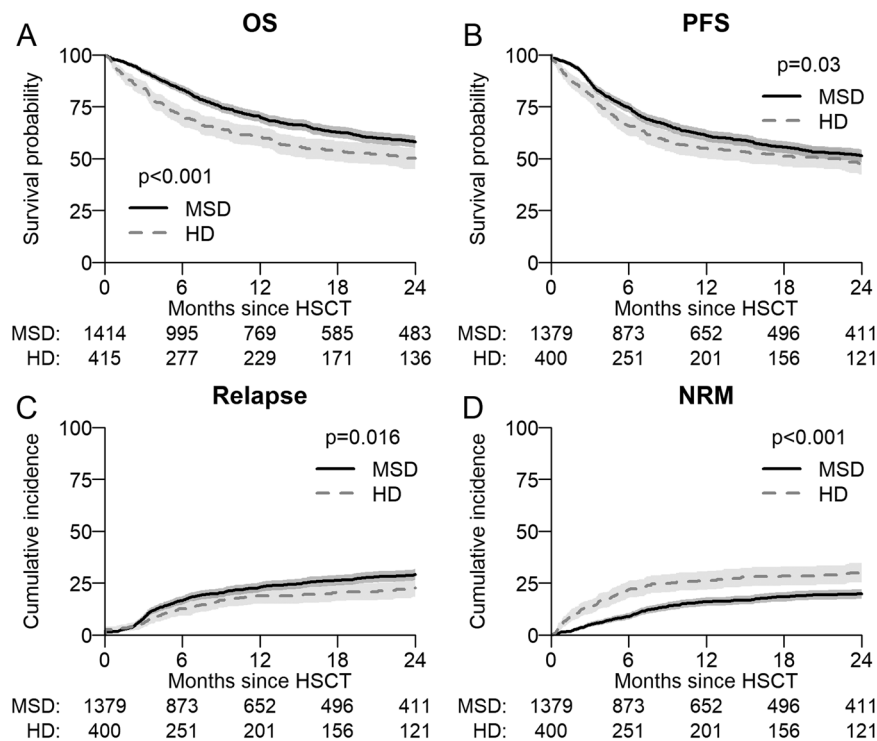 A
OS
Survival probability
100
75
50
25
0
p<0.001
MSD
HD
0 6 12 18 24
Months since HSCT
MSD: 1414 995 769 585 483
HD: 415 277 229 171 136
B
PFS
Survival probability
100
75
50
25
0
p=0.03
MSD
HD
0 6 12 18 24
Months since HSCT
MSD: 1379 873 652 496 411
HD: 400 251 201 156 121
C
Relapse
Cumulative incidence
100
75
50
25
0
p=0.016
MSD
HD
0 6 12 18 24
Months since HSCT
MSD: 1379 873 652 496 411
HD: 400 251 201 156 121
D
NRM
Cumulative incidence
100
75
50
25
0
p<0.001
MSD
HD
0 6 12 18 24
Months since HSCT
MSD: 1379 873 652 496 411
HD: 400 251 201 156 121